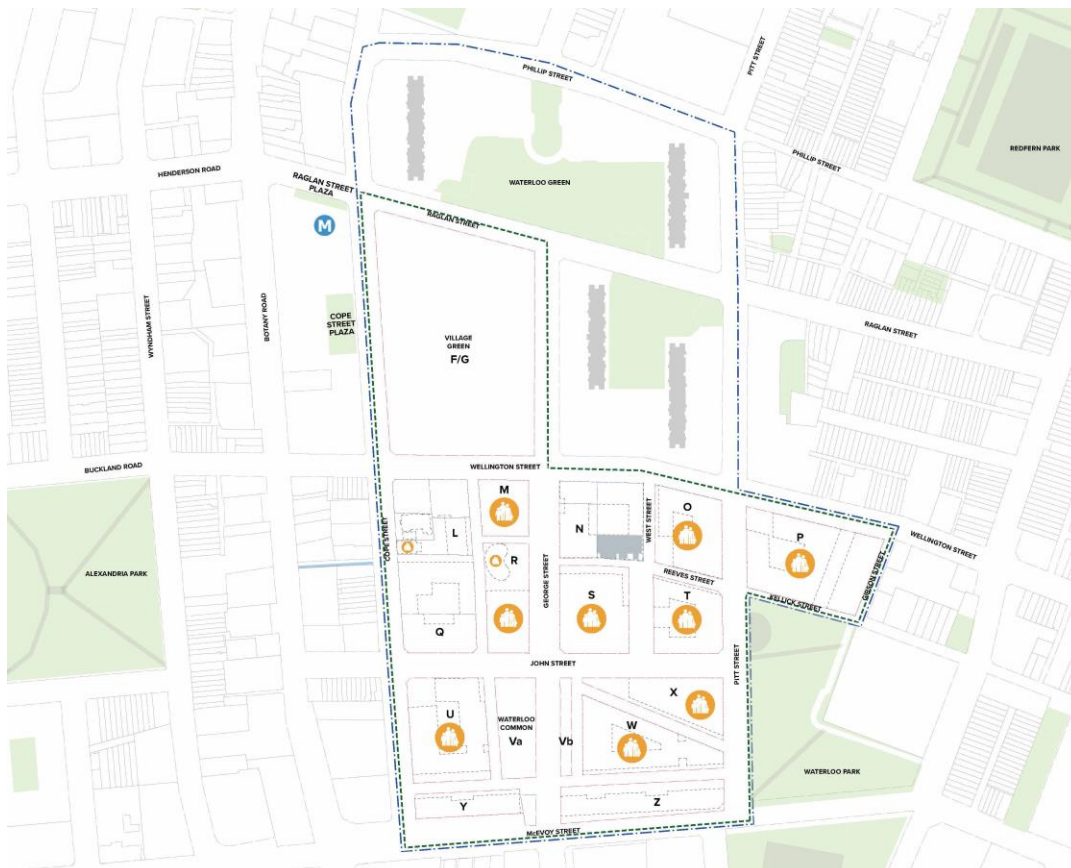 PHILLIP STREET
PITT STREET
REDFERN PARK
HENDERSON ROAD
PHILLIP STREET
RAGLAN STREET
PLAZA
WATERLOO GREEN
M
RAGLAN STREET
WYNDHAM STREET
BOTANY ROAD
COPE
STREET
PLAZA
RAGLAN STREET
VILLAGE
GREEN
F/G
BUCKLAND ROAD
WELLINGTON STREET
M
O
COPE STREET
L
N
WEST STREET
P
WELLINGTON STREET
ALEXANDRIA PARK
R
GEORGE STREET
REEVES STREET
GIBSON STREET
S
T
KELLICK STREET
Q
JOHN STREET
PITT STREET
X
U
WATERLOO
COMMON
W
Va
Vb
WATERLOO PARK
Y
Z
McEVOY STREET